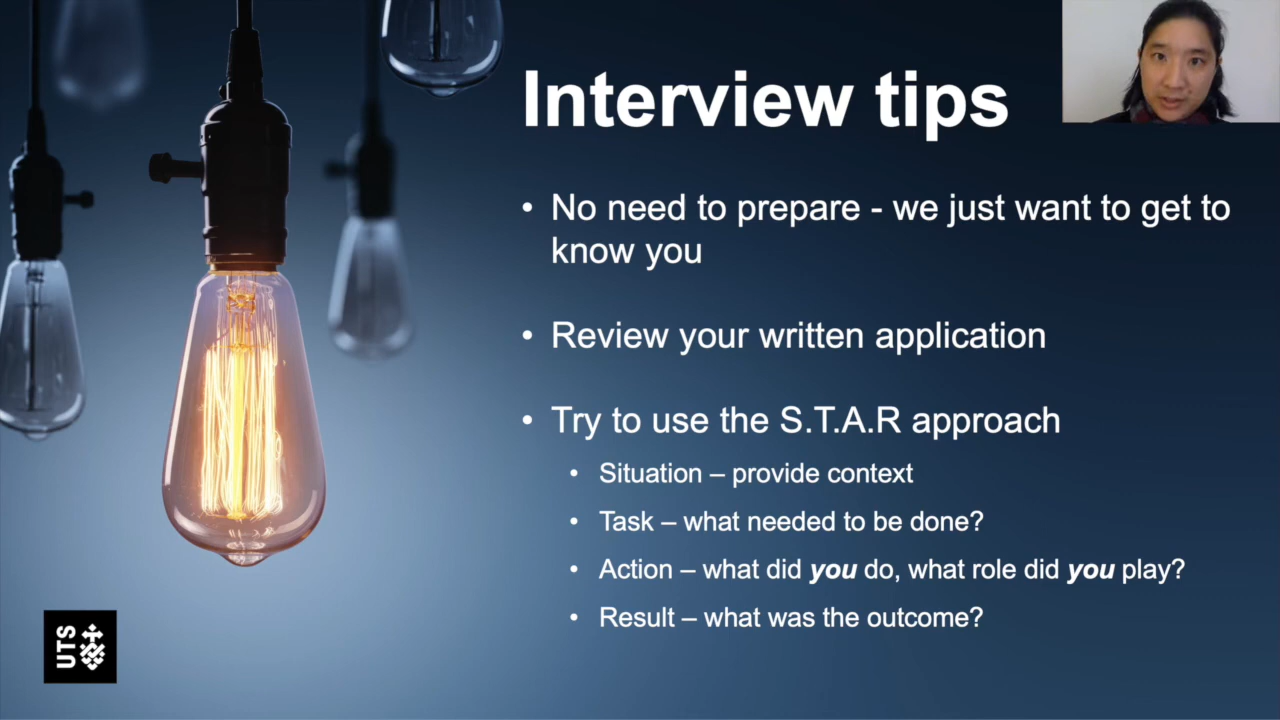 Interview tips
• No need to prepare - we just want to get to
know you
• Review your written application
• Try to use the S.T.A.R approach
• Situation – provide context
• Task – what needed to be done?
• Action – what did you do, what role did you play?
• Result – what was the outcome?
UTS